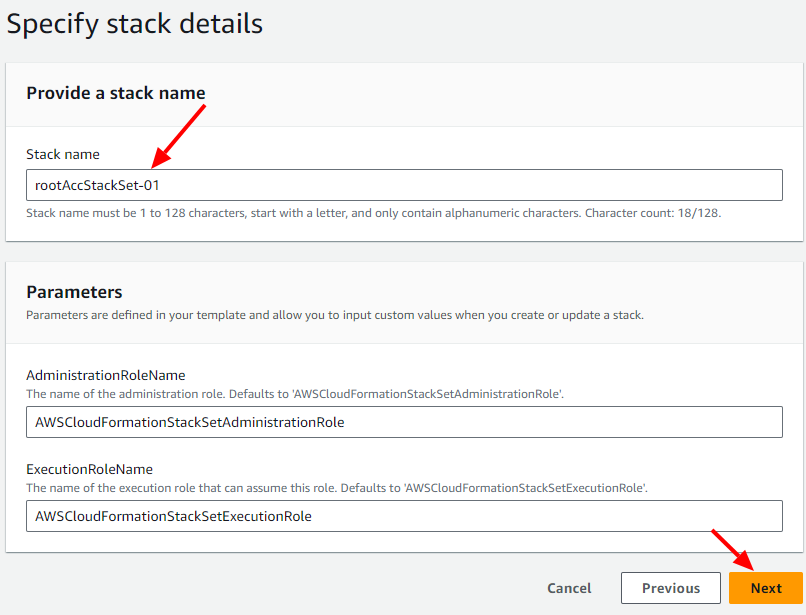 Specify stack details
Provide a stack name
Stack name
rootAccStackSet-01
Stack name must be 1 to 128 characters, start with a letter, and only contain alphanumeric characters. Character count: 18/128.
Parameters
Parameters are defined in your template and allow you to input custom values when you create or update a stack.
AdministrationRoleName
The name of the administration role. Defaults to 'AWSCloudFormationStackSetAdministrationRole'.
AWSCloudFormationStackSetAdministrationRole
ExecutionRoleName
The name of the execution role that can assume this role. Defaults to 'AWSCloudFormationStackSetExecutionRole'.
AWSCloudFormationStackSetExecutionRole
Cancel Previous Next